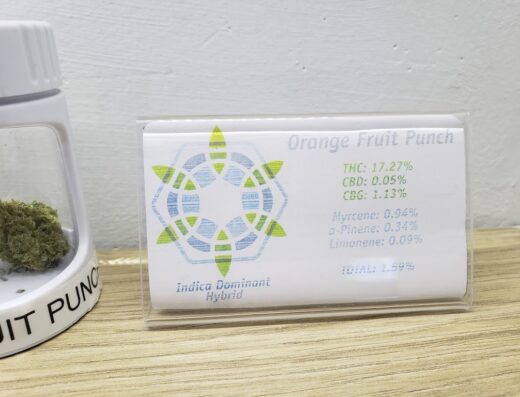 Orange Fruit Punch
THC: 17.27%
CBD: 0.05%
CBG: 1.13%
Myrcene: 0.94%
α-Pinene: 0.34%
Limonene: 0.09%
TOTAL: 1.59%
Indica Dominant
Hybrid
UIT PUNC